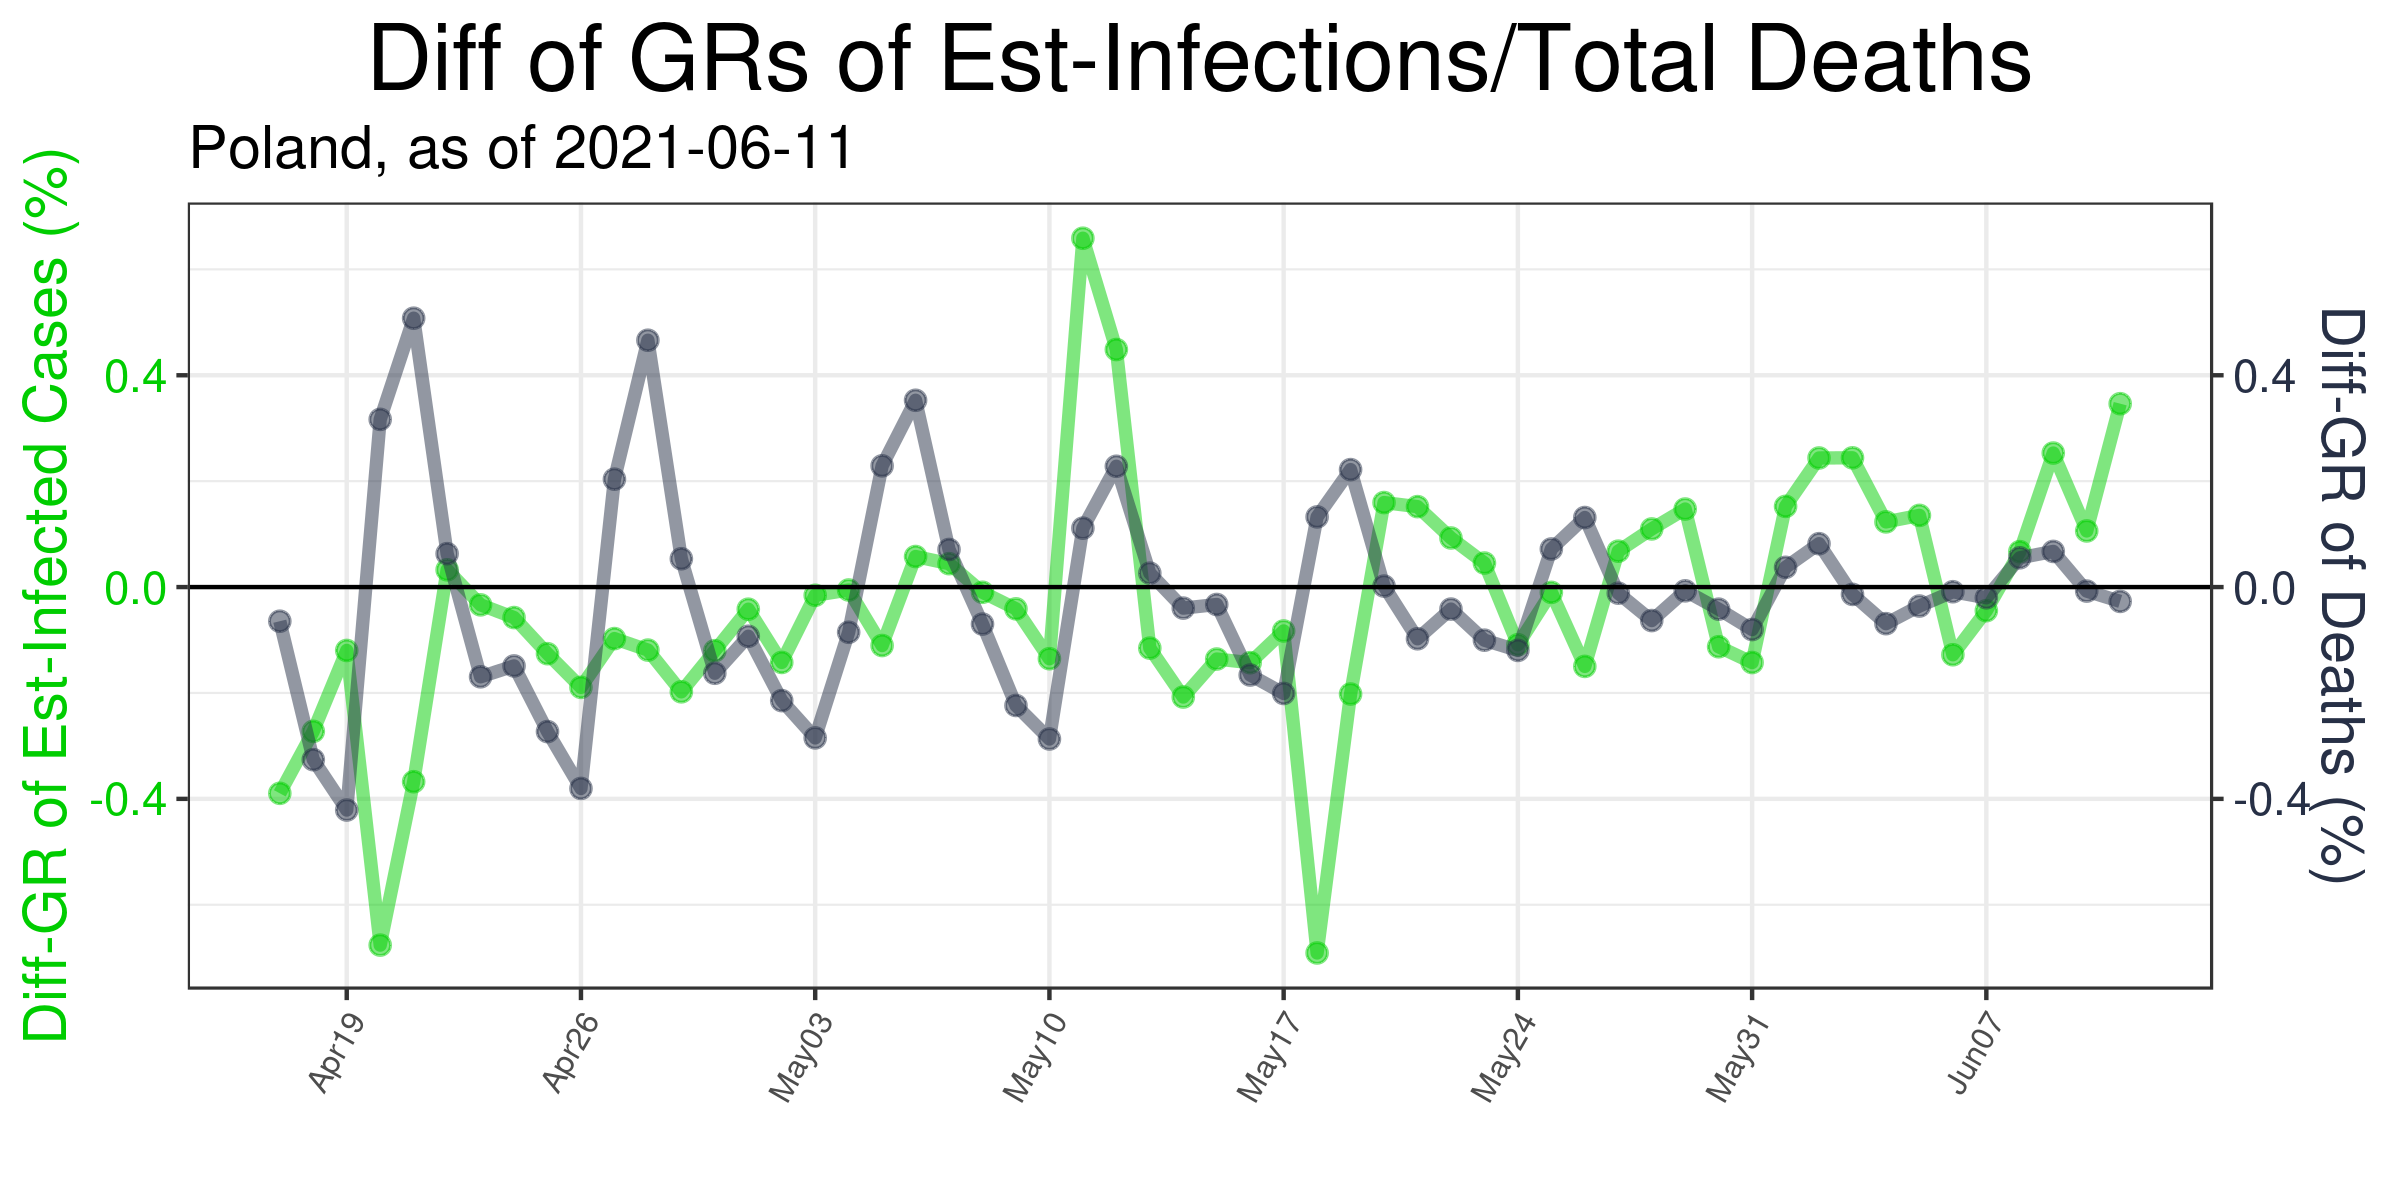 Diff of GRs of Est-Infections/Total Deaths
Poland, as of 2021-06-11
Diff-GR of Est-Infected Cases (%)
0.4
0.0
-0.4
0.4
0.0
-0.4
Diff-GR of Deaths (%)
Apr19
Apr26
May03
May10
May17
May24
May31
Jun07